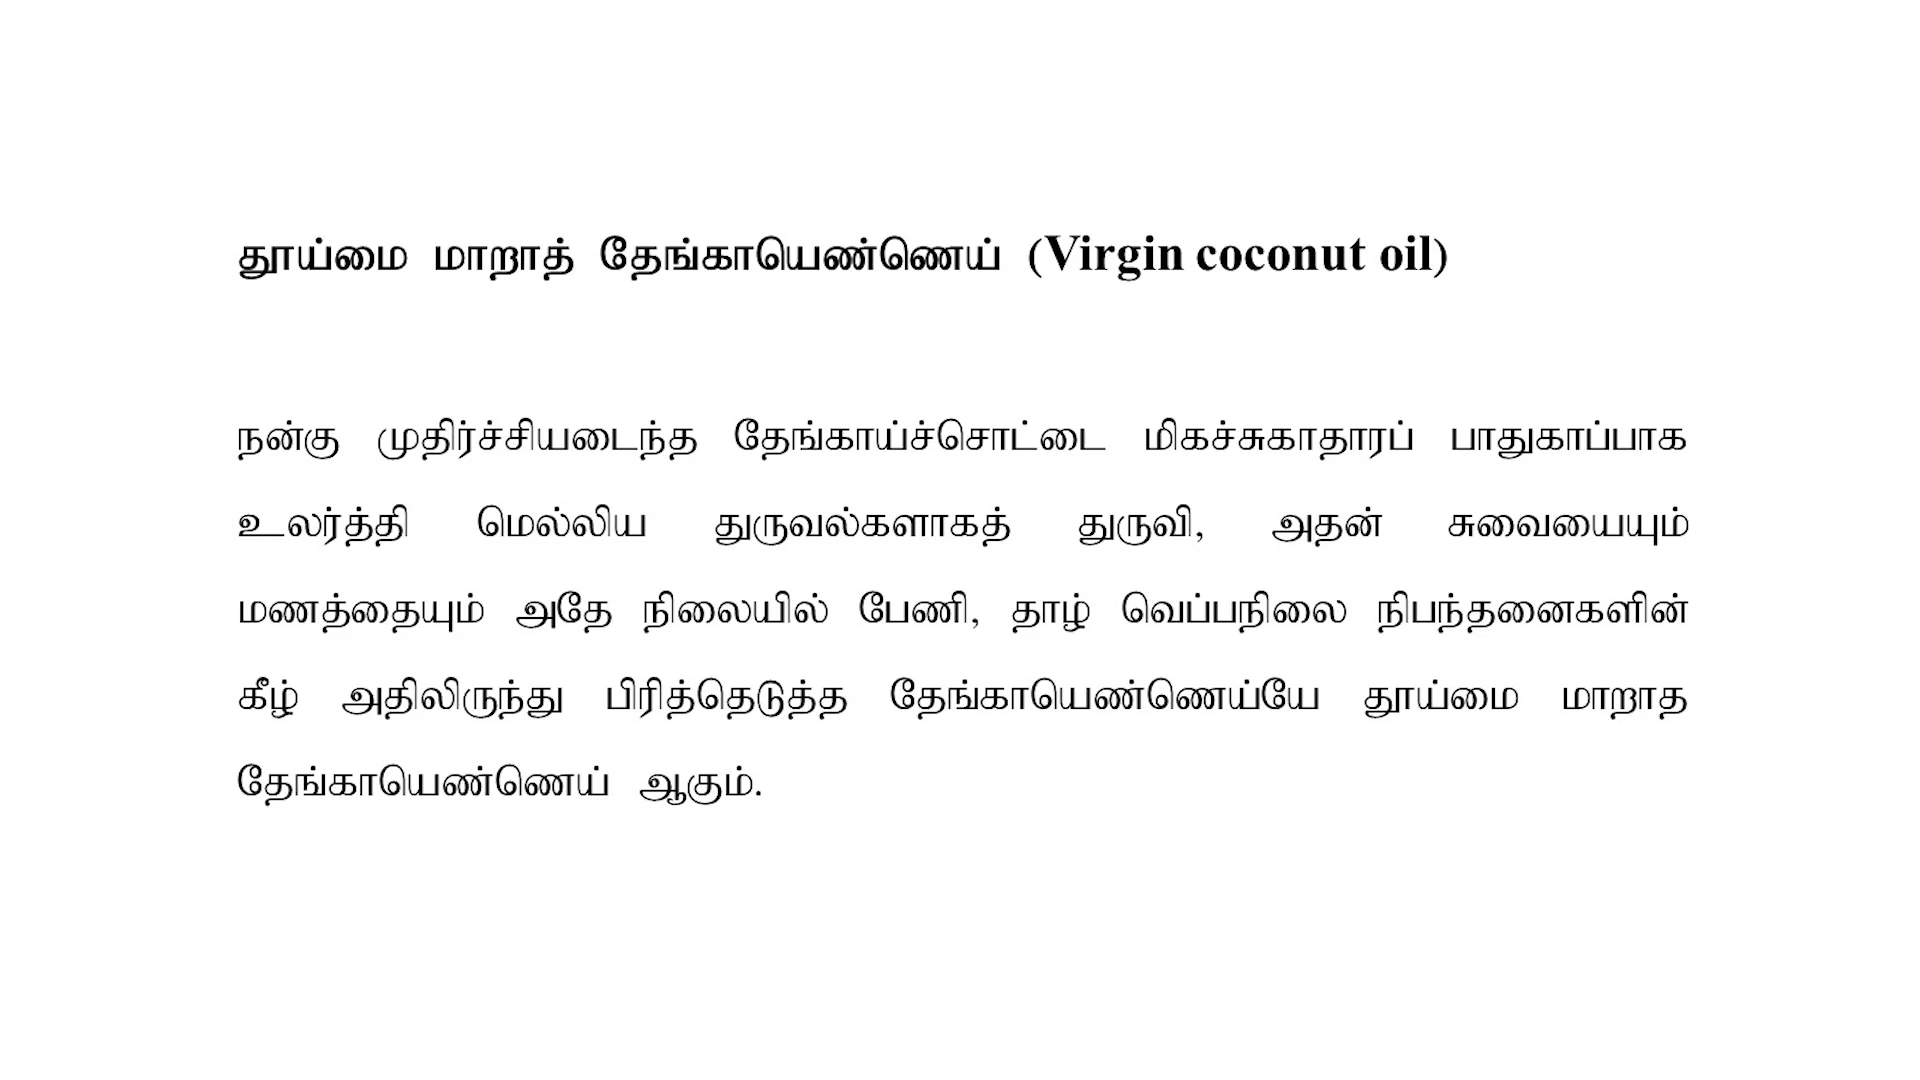 தூய்மை மாறாத் தேங்காயெண்ணெய் (Virgin coconut oil)
நன்கு முதிர்ச்சியடைந்த தேங்காய்ச்சொட்டை மிகச்சுகாதாரப் பாதுகாப்பாக
உலர்த்தி மெல்லிய துருவல்களாகத் துருவி, அதன் சுவையையும்
மணத்தையும் அதே நிலையில் பேணி, தாழ் வெப்பநிலை நிபந்தனைகளின்
கீழ் அதிலிருந்து பிரித்தெடுத்த தேங்காயெண்ணெய்யே தூய்மை மாறாத
தேங்காயெண்ணெய் ஆகும்.